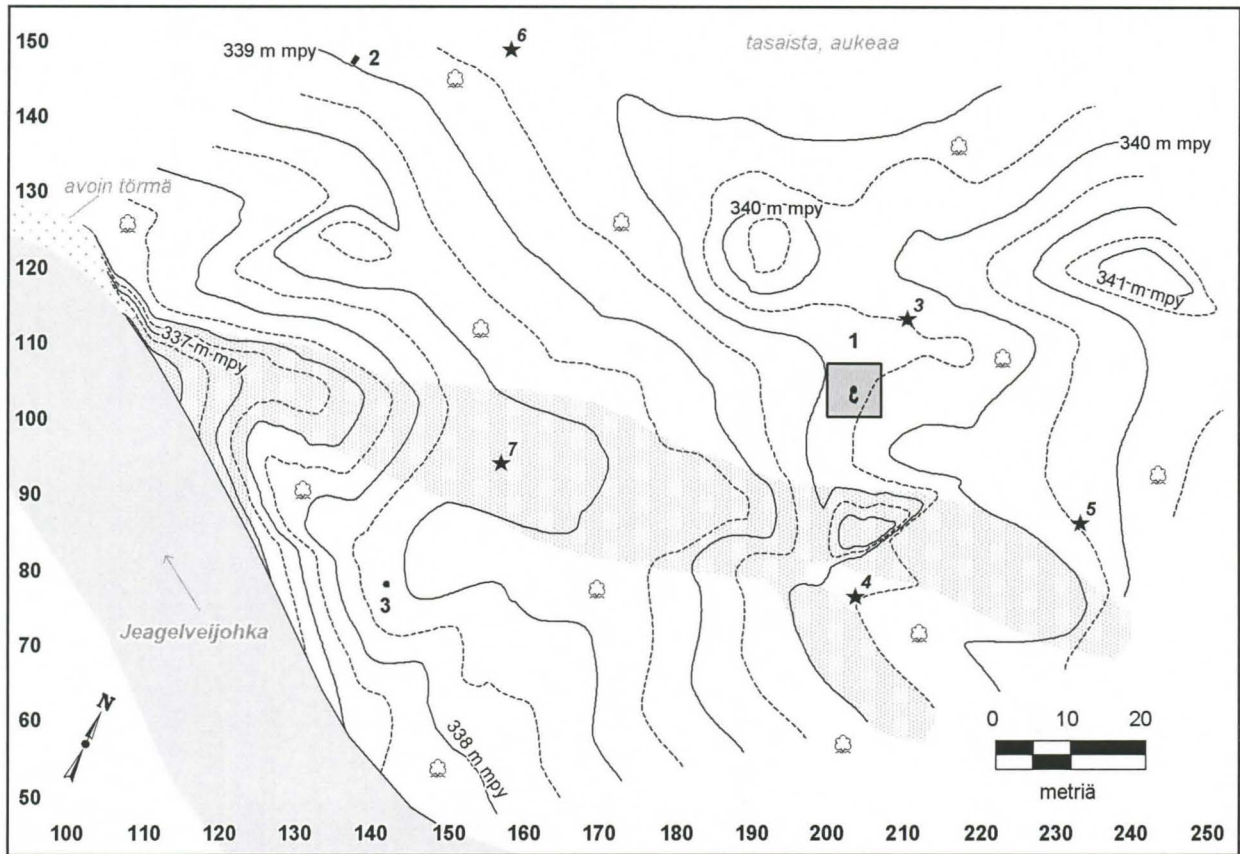 150
140
130
120
110
100
90
80
70
60
50
100 110 120 130 140 150 160 170 180 190 200 210 220 230 240 250
339 m mpy
2
6
tasaista, aukeaa
avoin törmä
340 m mpy
340 m mpy
341 m mpy
337 m mpy
3
1
7
5
4
3
Jeagelveijohka
338 m mpy
N
0 10 20
metriä